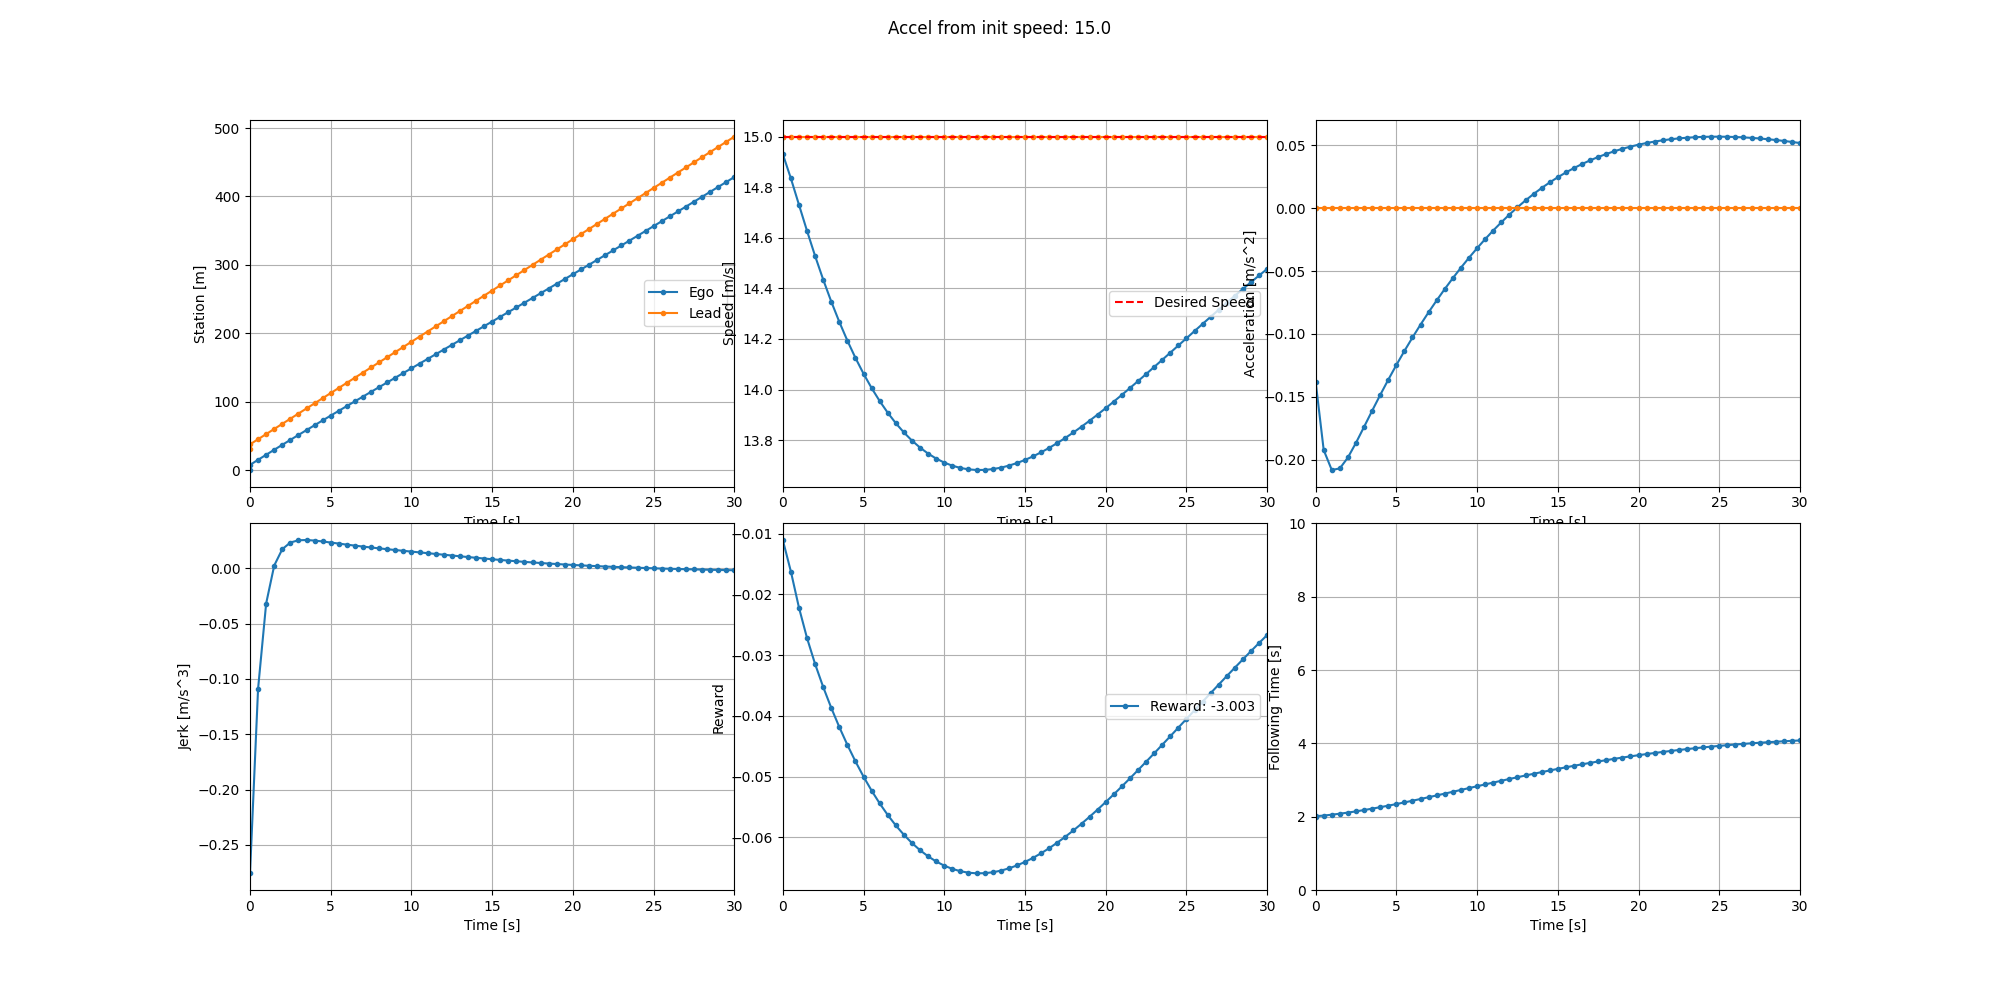 Accel from init speed: 15.0
500
400
300
200
100
0
Station [m]
0 5 10 15 20 25 30
Time [s]
Ego
Lead
15.0
14.8
14.6
14.4
14.2
14.0
13.8
Speed [m/s]
0 5 10 15 20 25 30
Time [s]
Desired Speed
0.05
0.00
−0.05
−0.10
−0.15
−0.20
Acceleration [m/s^2]
0 5 10 15 20 25 30
Time [s]
0.00
−0.05
−0.10
−0.15
−0.20
−0.25
Jerk [m/s^3]
0 5 10 15 20 25 30
Time [s]
−0.01
−0.02
−0.03
−0.04
−0.05
−0.06
Reward
0 5 10 15 20 25 30
Time [s]
Reward: -3.003
10
8
6
4
2
0
Following Time [s]
0 5 10 15 20 25 30
Time [s]